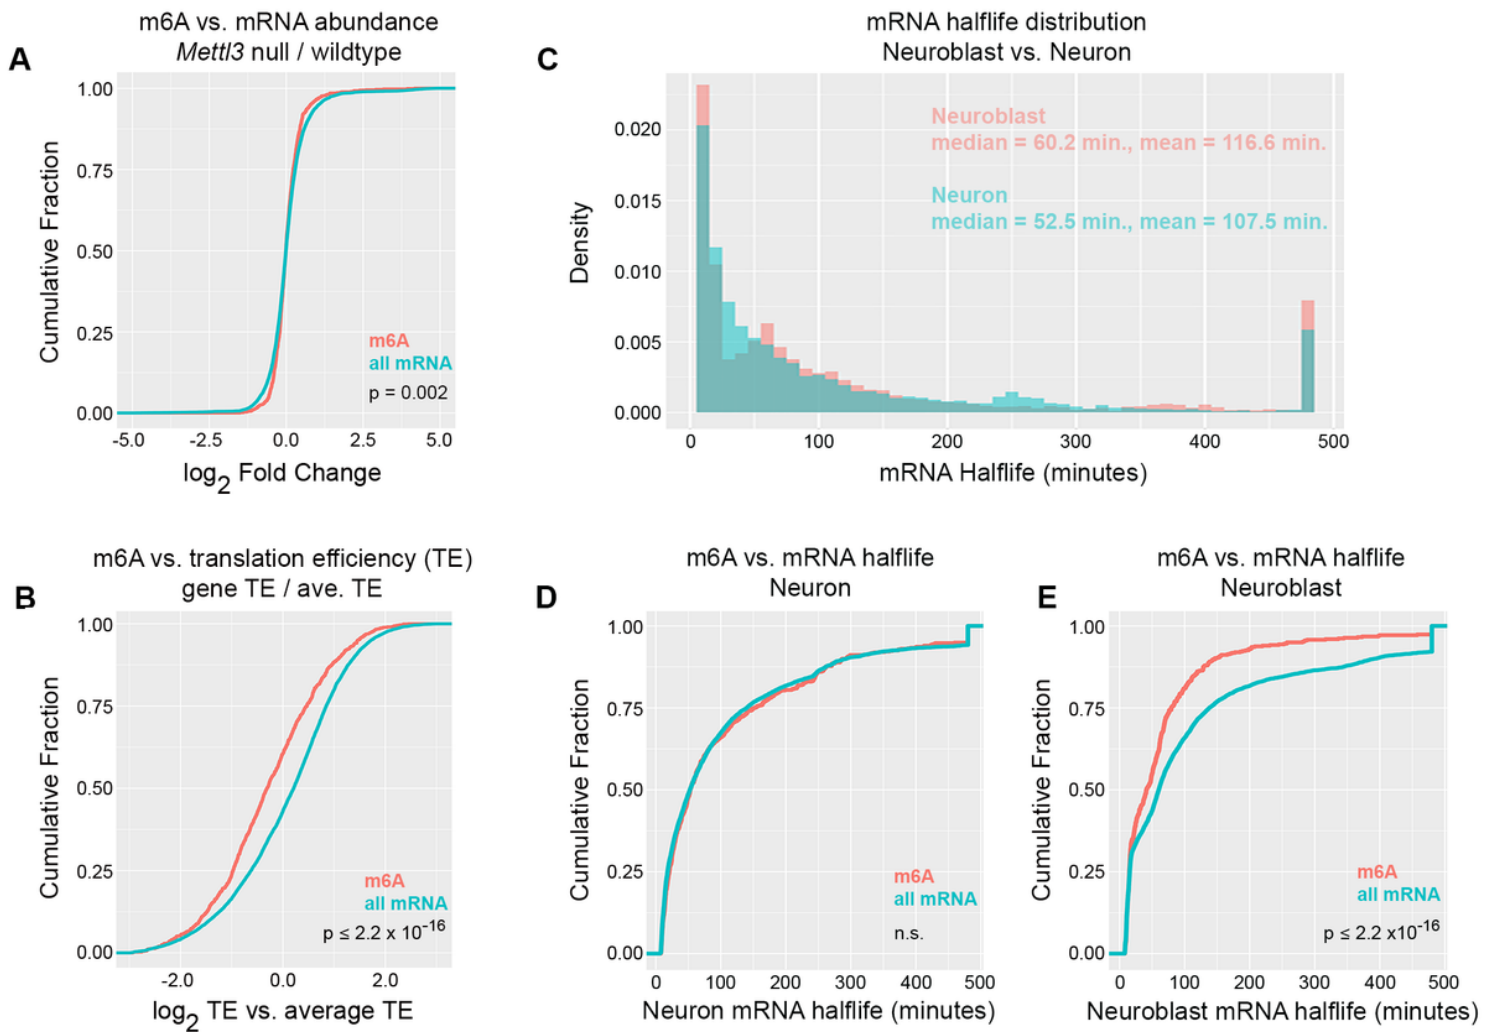 A
m6A vs. mRNA abundance
Mettl3 null / wildtype
Cumulative Fraction
1.00
0.75
0.50
0.25
0.00
m6A
all mRNA
p = 0.002
-5.0 -2.5 0.0 2.5 5.0
log2 Fold Change
C
mRNA halflife distribution
Neuroblast vs. Neuron
Density
0.020
0.015
0.010
0.005
0.000
Neuroblast
median = 60.2 min., mean = 116.6 min.
Neuron
median = 52.5 min., mean = 107.5 min.
0 100 200 300 400 500
mRNA Halflife (minutes)
B
m6A vs. translation efficiency (TE)
gene TE / ave. TE
Cumulative Fraction
1.00
0.75
0.50
0.25
0.00
m6A
all mRNA
p ≤ 2.2 x 10⁻¹⁶
-2.0 0.0 2.0
log2 TE vs. average TE
D
m6A vs. mRNA halflife
Neuron
Cumulative Fraction
1.00
0.75
0.50
0.25
0.00
m6A
all mRNA
n.s.
0 100 200 300 400 500
Neuron mRNA halflife (minutes)
E
m6A vs. mRNA halflife
Neuroblast
Cumulative Fraction
1.00
0.75
0.50
0.25
0.00
m6A
all mRNA
p ≤ 2.2 x10⁻¹⁶
0 100 200 300 400 500
Neuroblast mRNA halflife (minutes)